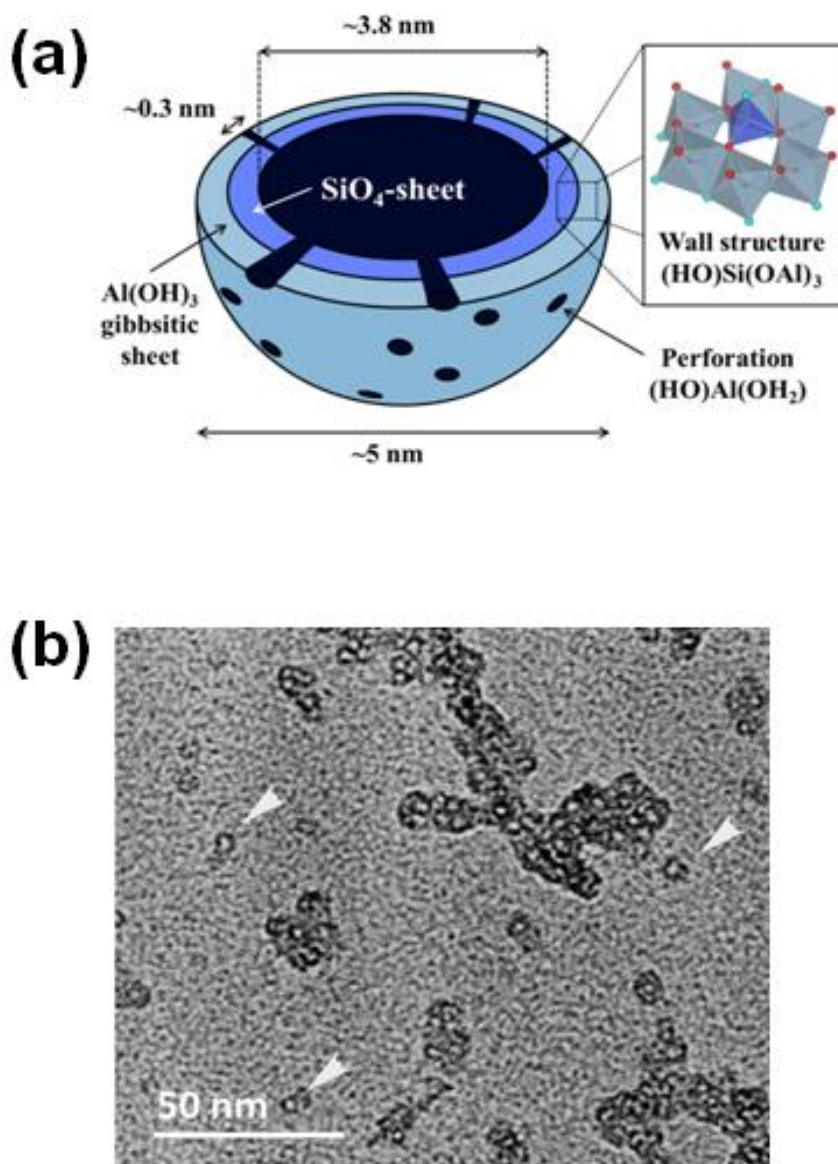 (a)
~3.8 nm
~0.3 nm
SiO₄-sheet
Al(OH)₃
gibbsitic
sheet
Wall structure
(HO)Si(OAl)₃
Perforation
(HO)Al(OH₂)
~5 nm
(b)
50 nm